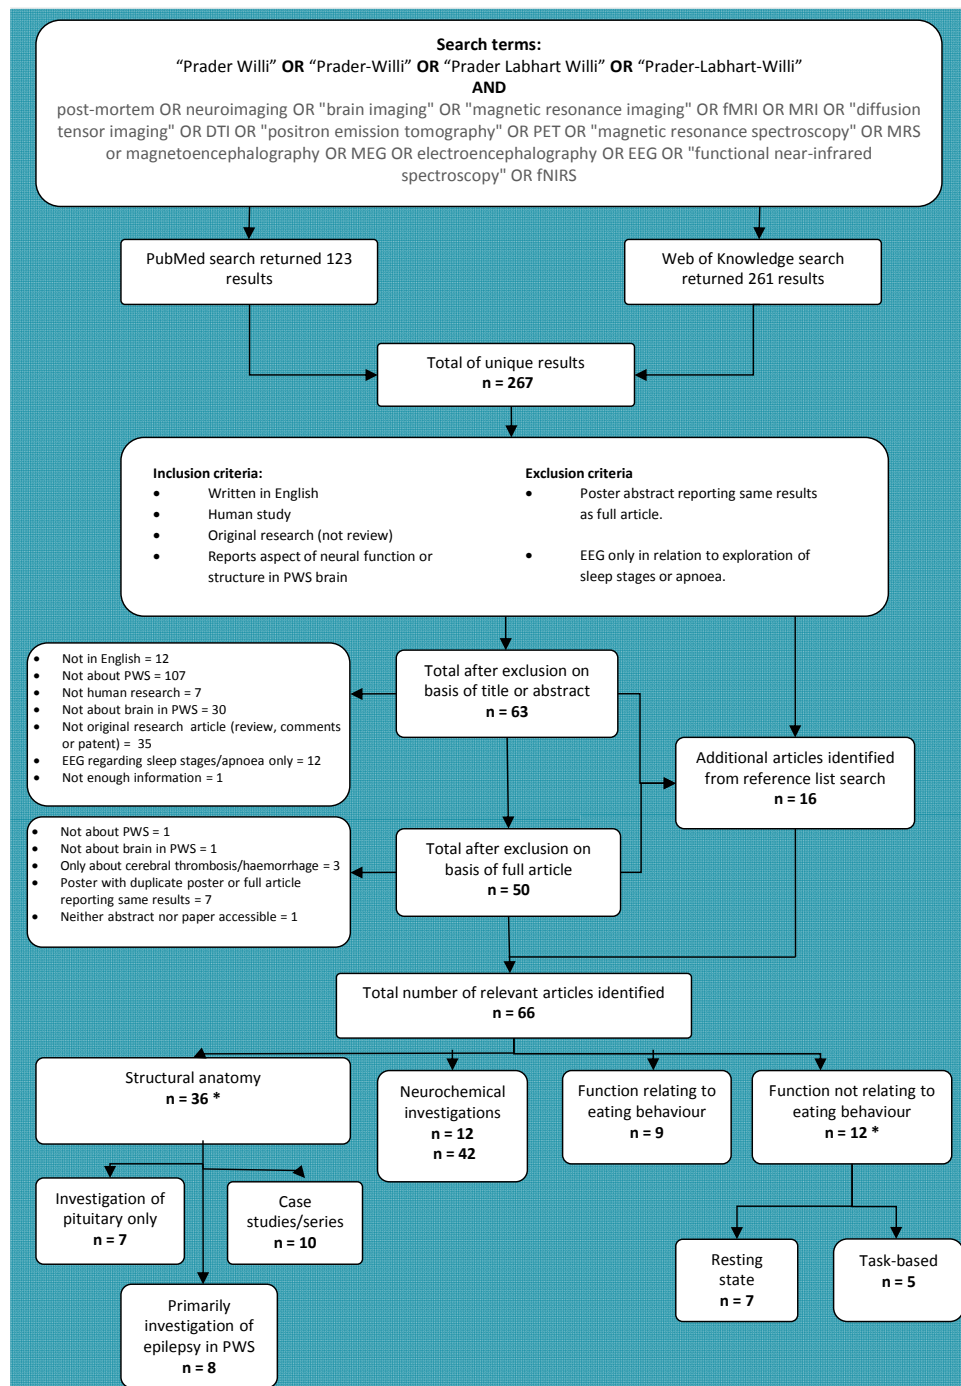 Search terms:
“Prader Willi” OR “Prader-Willi” OR “Prader Labhart Willi” OR “Prader-Labhart-Willi”
AND
post-mortem OR neuroimaging OR "brain imaging" OR "magnetic resonance imaging" OR fMRI OR MRI OR "diffusion
tensor imaging" OR DTI OR "positron emission tomography" OR PET OR "magnetic resonance spectroscopy" OR MRS
or magnetoencephalography OR MEG OR electroencephalography OR EEG OR "functional near-infrared
spectroscopy" OR fNIRS
PubMed search returned 123
results
Web of Knowledge search
returned 261 results
Total of unique results
n = 267
Inclusion criteria:
• Written in English
• Human study
• Original research (not review)
• Reports aspect of neural function or
structure in PWS brain
Exclusion criteria
• Poster abstract reporting same results
as full article.
• EEG only in relation to exploration of
sleep stages or apnoea.
• Not in English = 12
• Not about PWS = 107
• Not human research = 7
• Not about brain in PWS = 30
• Not original research article (review, comments
or patent) = 35
• EEG regarding sleep stages/apnoea only = 12
• Not enough information = 1
Total after exclusion on
basis of title or abstract
n = 63
Additional articles identified
from reference list search
n = 16
• Not about PWS = 1
• Not about brain in PWS = 1
• Only about cerebral thrombosis/haemorrhage = 3
• Poster with duplicate poster or full article
reporting same results = 7
• Neither abstract nor paper accessible = 1
Total after exclusion on
basis of full article
n = 50
Total number of relevant articles identified
n = 66
Structural anatomy
n = 36 *
Neurochemical
investigations
n = 12
n = 42
Function relating to
eating behaviour
n = 9
Function not relating to
eating behaviour
n = 12 *
Investigation of
pituitary only
n = 7
Case
studies/series
n = 10
Primarily
investigation of
epilepsy in PWS
n = 8
Resting
state
n = 7
Task-based
n = 5